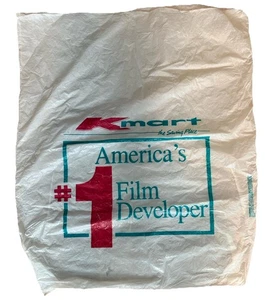 Kmart
The Saving Place
America's
#1 Film
Developer